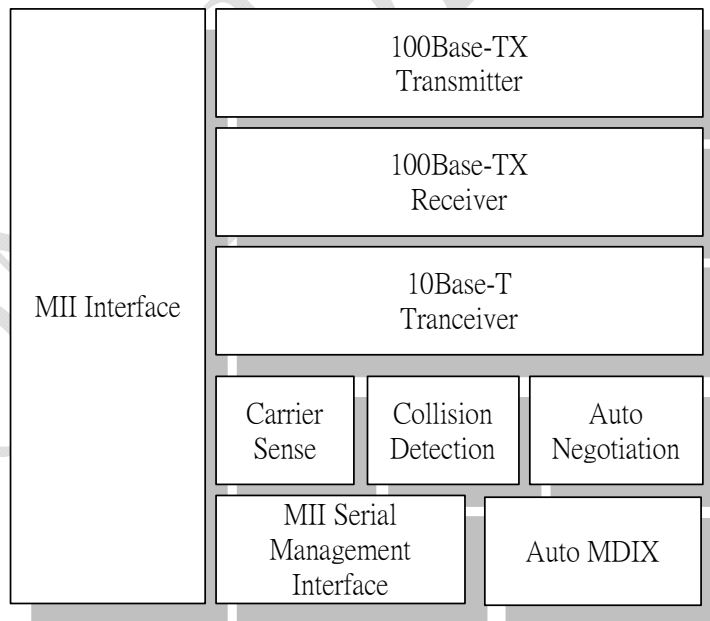 MII Interface
100Base-TX
Transmitter
100Base-TX
Receiver
10Base-T
Tranceiver
Carrier
Sense
Collision
Detection
Auto
Negotiation
MII Serial
Management
Interface
Auto MDIX